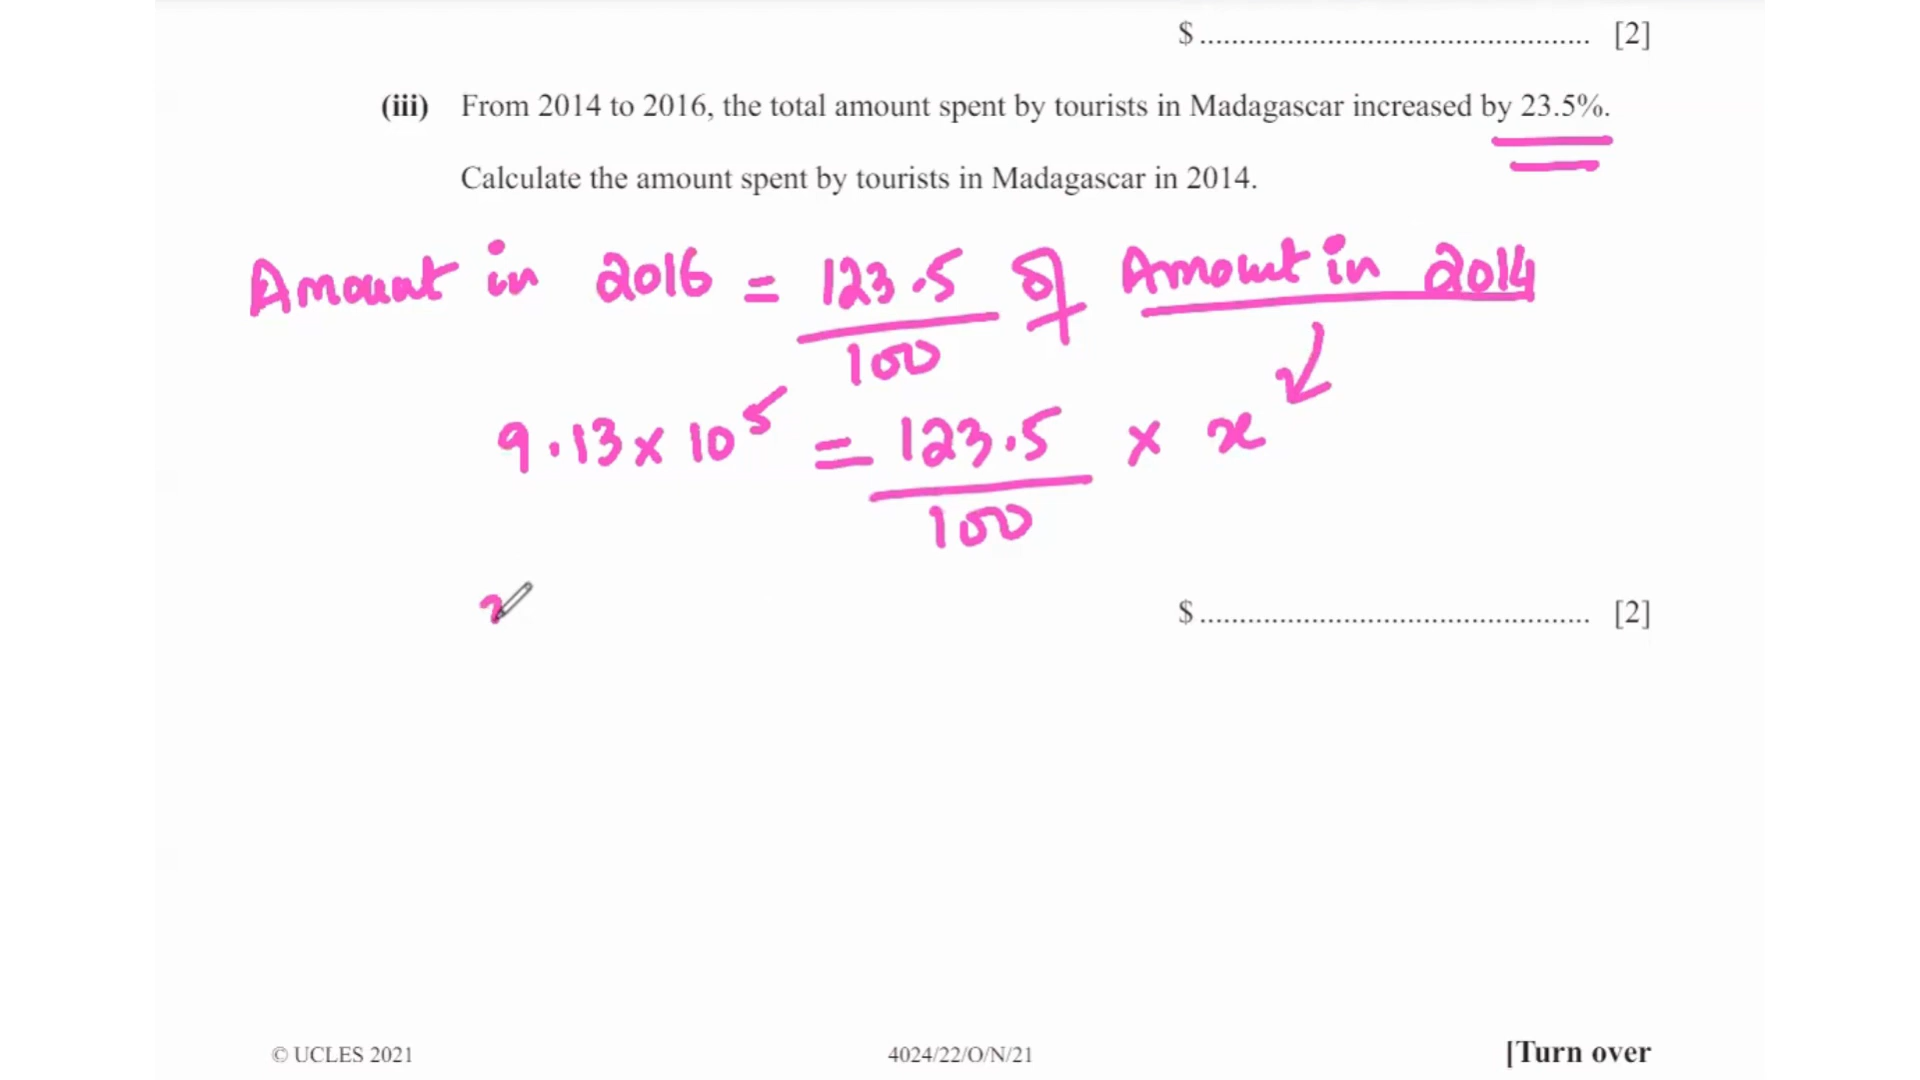 $ ................................................ [2]
(iii) From 2014 to 2016, the total amount spent by tourists in Madagascar increased by 23.5%.
Calculate the amount spent by tourists in Madagascar in 2014.
Amount in 2016 = 123.5/100 of Amount in 2014
9.13 x 10^5 = 123.5/100 x x
$ ................................................ [2]
© UCLES 2021 4024/22/O/N/21 [Turn over